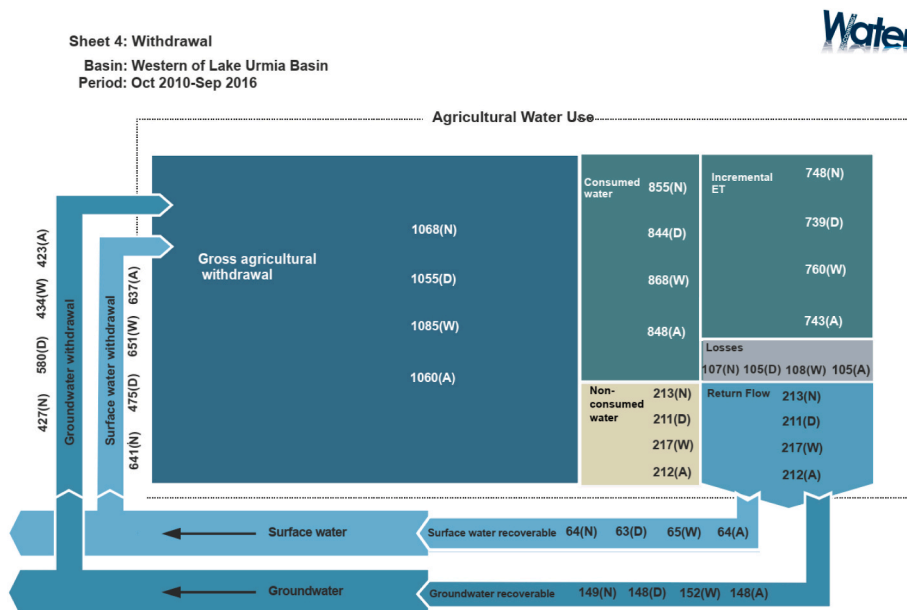 Water
Sheet 4: Withdrawal
Basin: Western of Lake Urmia Basin
Period: Oct 2010-Sep 2016
Agricultural Water Use
Gross agricultural
withdrawal
1068(N)
1055(D)
1085(W)
1060(A)
Consumed
water
855(N)
844(D)
868(W)
848(A)
Incremental
ET
748(N)
739(D)
760(W)
743(A)
Losses
107(N) 105(D) 108(W) 105(A)
Non-
consumed
water
213(N)
211(D)
217(W)
212(A)
Return Flow
213(N)
211(D)
217(W)
212(A)
427(N) 580(D) 434(W) 423(A)
Groundwater withdrawal
Surface water withdrawal
641(N) 475(D) 651(W) 637(A)
Surface water
Surface water recoverable 64(N) 63(D) 65(W) 64(A)
Groundwater
Groundwater recoverable 149(N) 148(D) 152(W) 148(A)